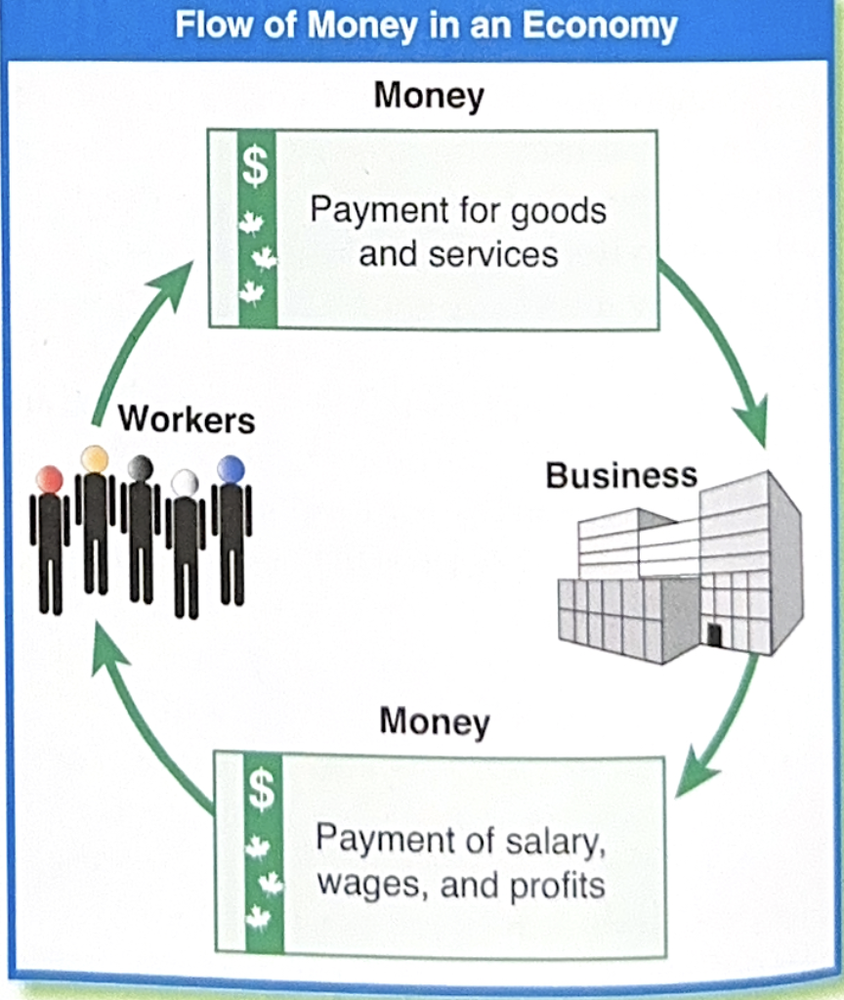 Flow of Money in an Economy
Money
$
Payment for goods
and services
Workers
Business
Money
$
Payment of salary,
wages, and profits